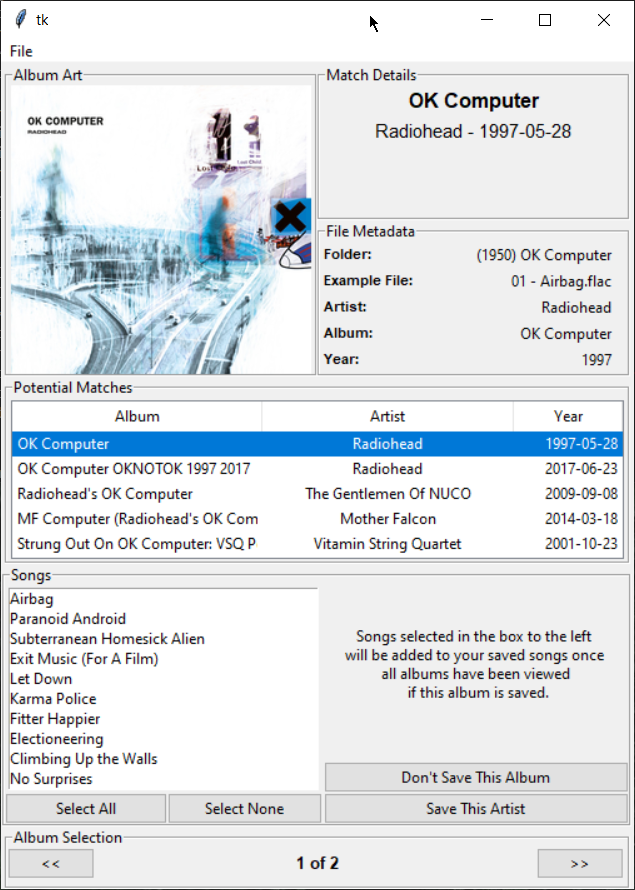 tk
File
Album Art
OK COMPUTER
RADIOHEAD
Lost Child
Lost Child
Match Details
OK Computer
Radiohead - 1997-05-28
File Metadata
Folder: (1950) OK Computer
Example File: 01 - Airbag.flac
Artist: Radiohead
Album: OK Computer
Year: 1997
Potential Matches
Album Artist Year
OK Computer Radiohead 1997-05-28
OK Computer OKNOTOK 1997 2017 Radiohead 2017-06-23
Radiohead's OK Computer The Gentlemen Of NUCO 2009-09-08
MF Computer (Radiohead's OK Com Mother Falcon 2014-03-18
Strung Out On OK Computer: VSQ P Vitamin String Quartet 2001-10-23
Songs
Airbag
Paranoid Android
Subterranean Homesick Alien
Exit Music (For A Film)
Let Down
Karma Police
Fitter Happier
Electioneering
Climbing Up the Walls
No Surprises
Songs selected in the box to the left
will be added to your saved songs once
all albums have been viewed
if this album is saved.
Don't Save This Album
Select All Select None Save This Artist
Album Selection
<< 1 of 2 >>